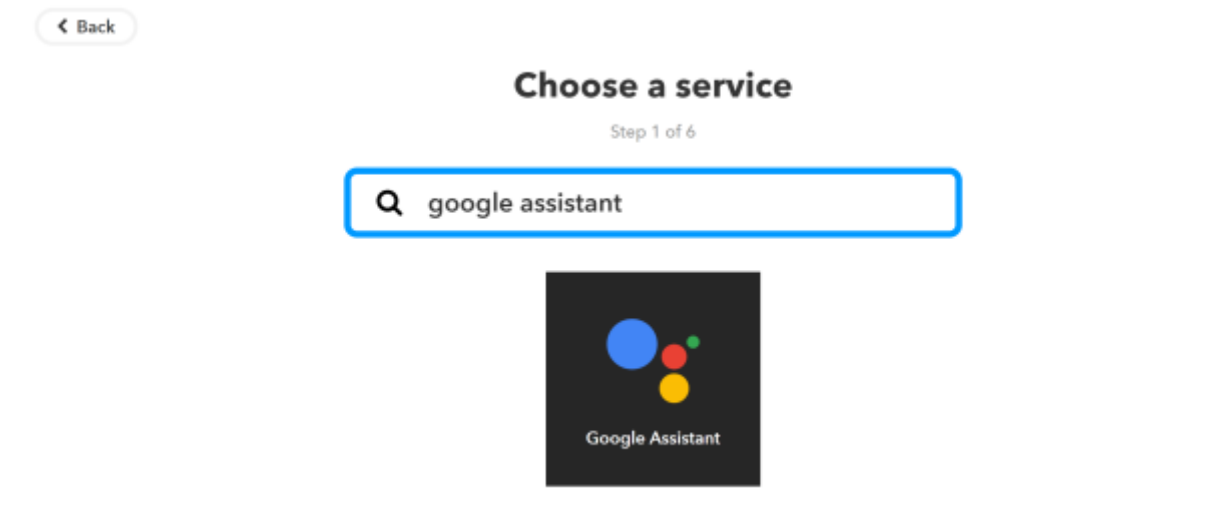 Back
Choose a service
Step 1 of 6
google assistant
Google Assistant